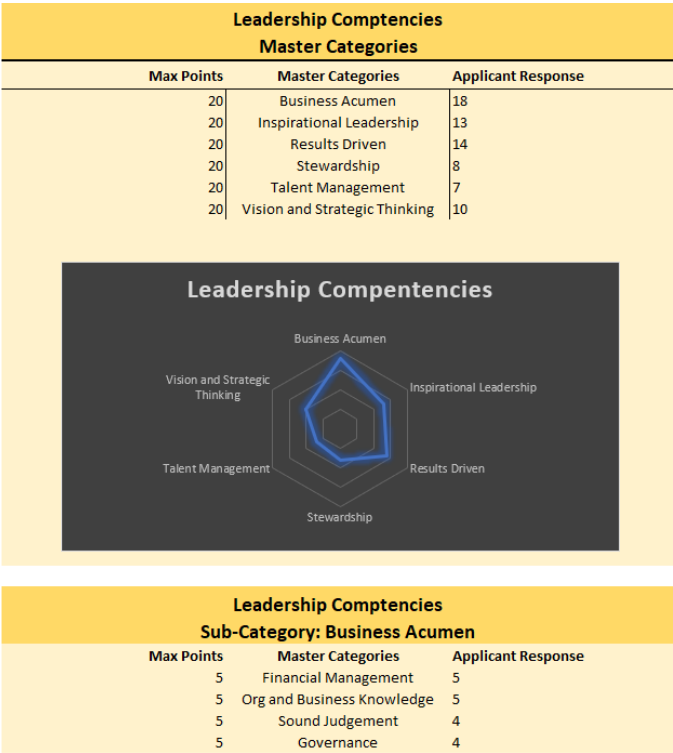 Leadership Comptencies
Master Categories
Max Points Master Categories Applicant Response
20 Business Acumen 18
20 Inspirational Leadership 13
20 Results Driven 14
20 Stewardship 8
20 Talent Management 7
20 Vision and Strategic Thinking 10
Leadership Compentencies
Business Acumen
Vision and Strategic
Thinking
Inspirational Leadership
Talent Management
Results Driven
Stewardship
Leadership Comptencies
Sub-Category: Business Acumen
Max Points Master Categories Applicant Response
5 Financial Management 5
5 Org and Business Knowledge 5
5 Sound Judgement 4
5 Governance 4